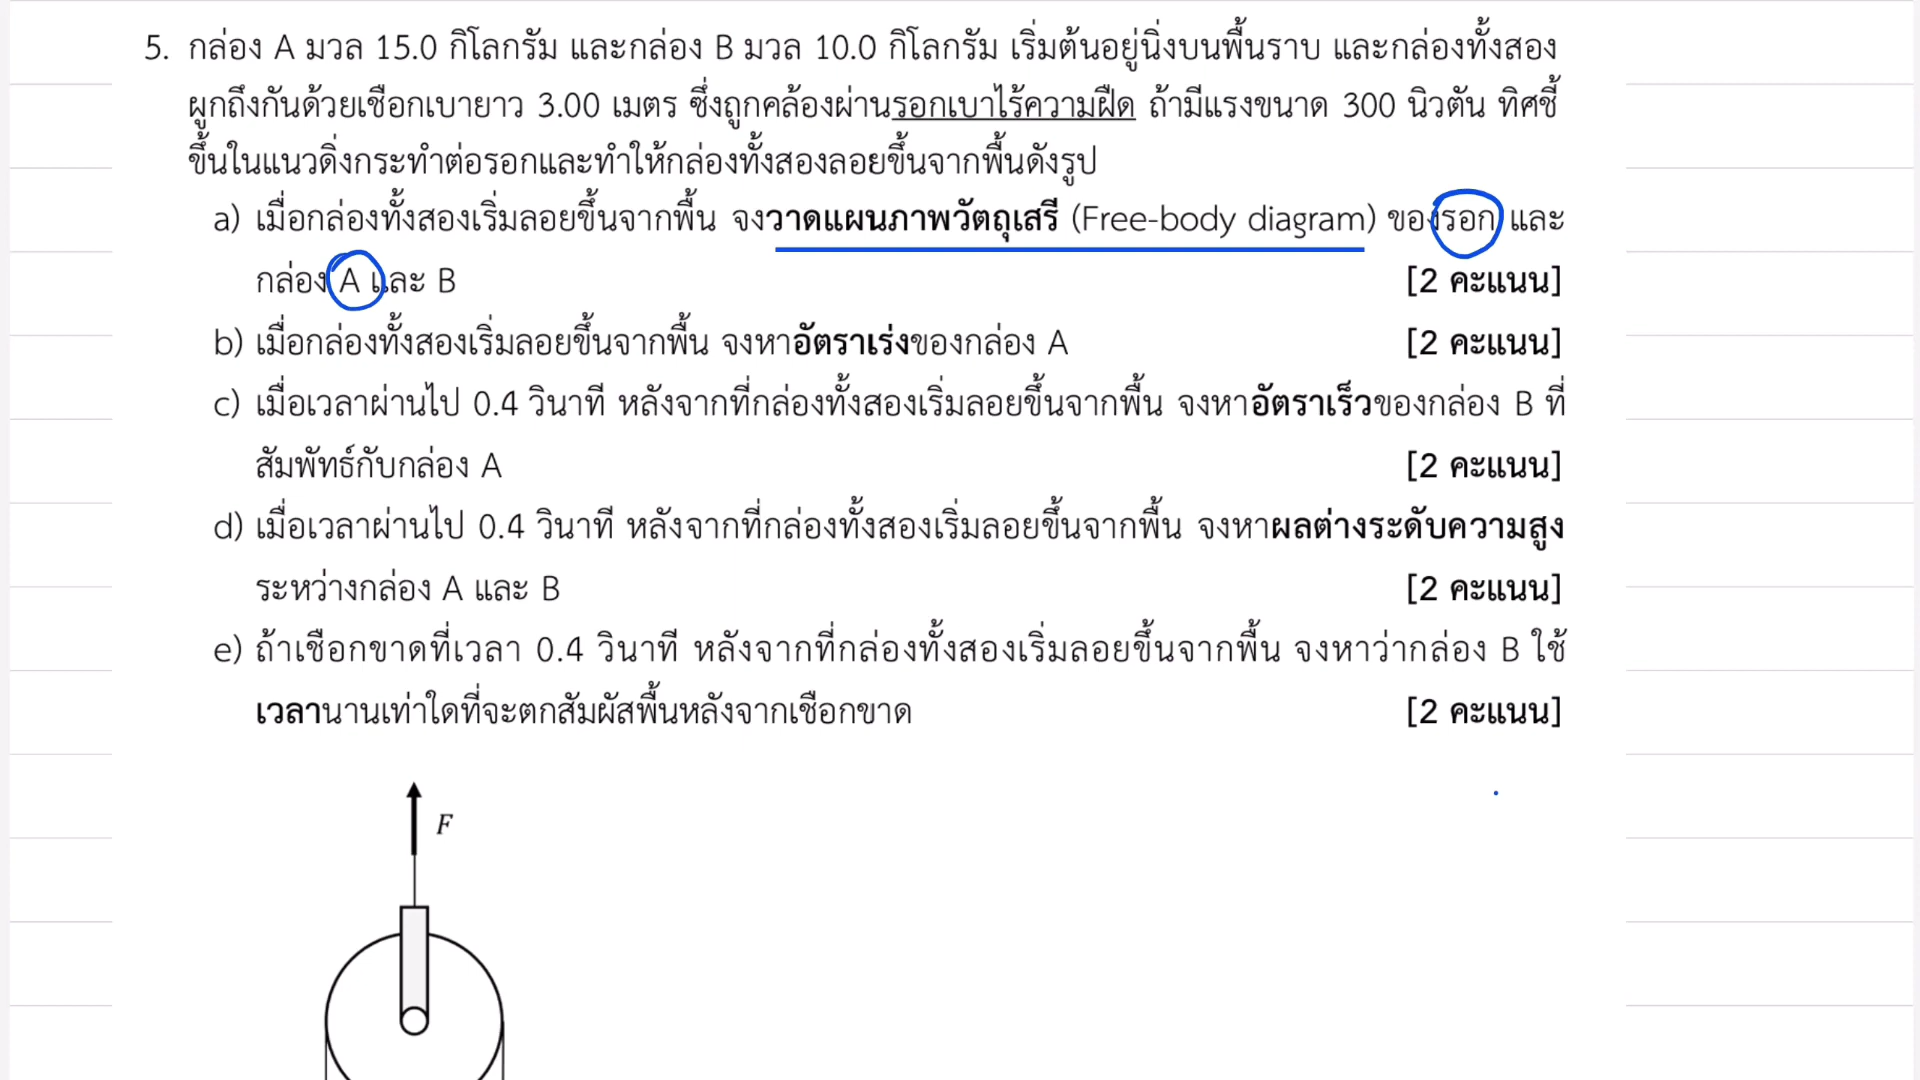 5. กล่อง A มวล 15.0 กิโลกรัม และกล่อง B มวล 10.0 กิโลกรัม เริ่มต้นอยู่นิ่งบนพื้นราบ และกล่องทั้งสอง
ผูกถึงกันด้วยเชือกเบายาว 3.00 เมตร ซึ่งถูกคล้องผ่านรอกเบาไร้ความฝืด ถ้ามีแรงขนาด 300 นิวตัน ทิศชี้
ขึ้นในแนวดิ่งกระทำต่อรอกและทำให้กล่องทั้งสองลอยขึ้นจากพื้นดังรูป
a) เมื่อกล่องทั้งสองเริ่มลอยขึ้นจากพื้น จงวาดแผนภาพวัตถุเสรี (Free-body diagram) ของรอก และ
กล่อง A และ B [2 คะแนน]
b) เมื่อกล่องทั้งสองเริ่มลอยขึ้นจากพื้น จงหาอัตราเร่งของกล่อง A [2 คะแนน]
c) เมื่อเวลาผ่านไป 0.4 วินาที หลังจากที่กล่องทั้งสองเริ่มลอยขึ้นจากพื้น จงหาอัตราเร็วของกล่อง B ที่
สัมพัทธ์กับกล่อง A [2 คะแนน]
d) เมื่อเวลาผ่านไป 0.4 วินาที หลังจากที่กล่องทั้งสองเริ่มลอยขึ้นจากพื้น จงหาผลต่างระดับความสูง
ระหว่างกล่อง A และ B [2 คะแนน]
e) ถ้าเชือกขาดที่เวลา 0.4 วินาที หลังจากที่กล่องทั้งสองเริ่มลอยขึ้นจากพื้น จงหาว่ากล่อง B ใช้
เวลานานเท่าใดที่จะตกสัมผัสพื้นหลังจากเชือกขาด [2 คะแนน]
F